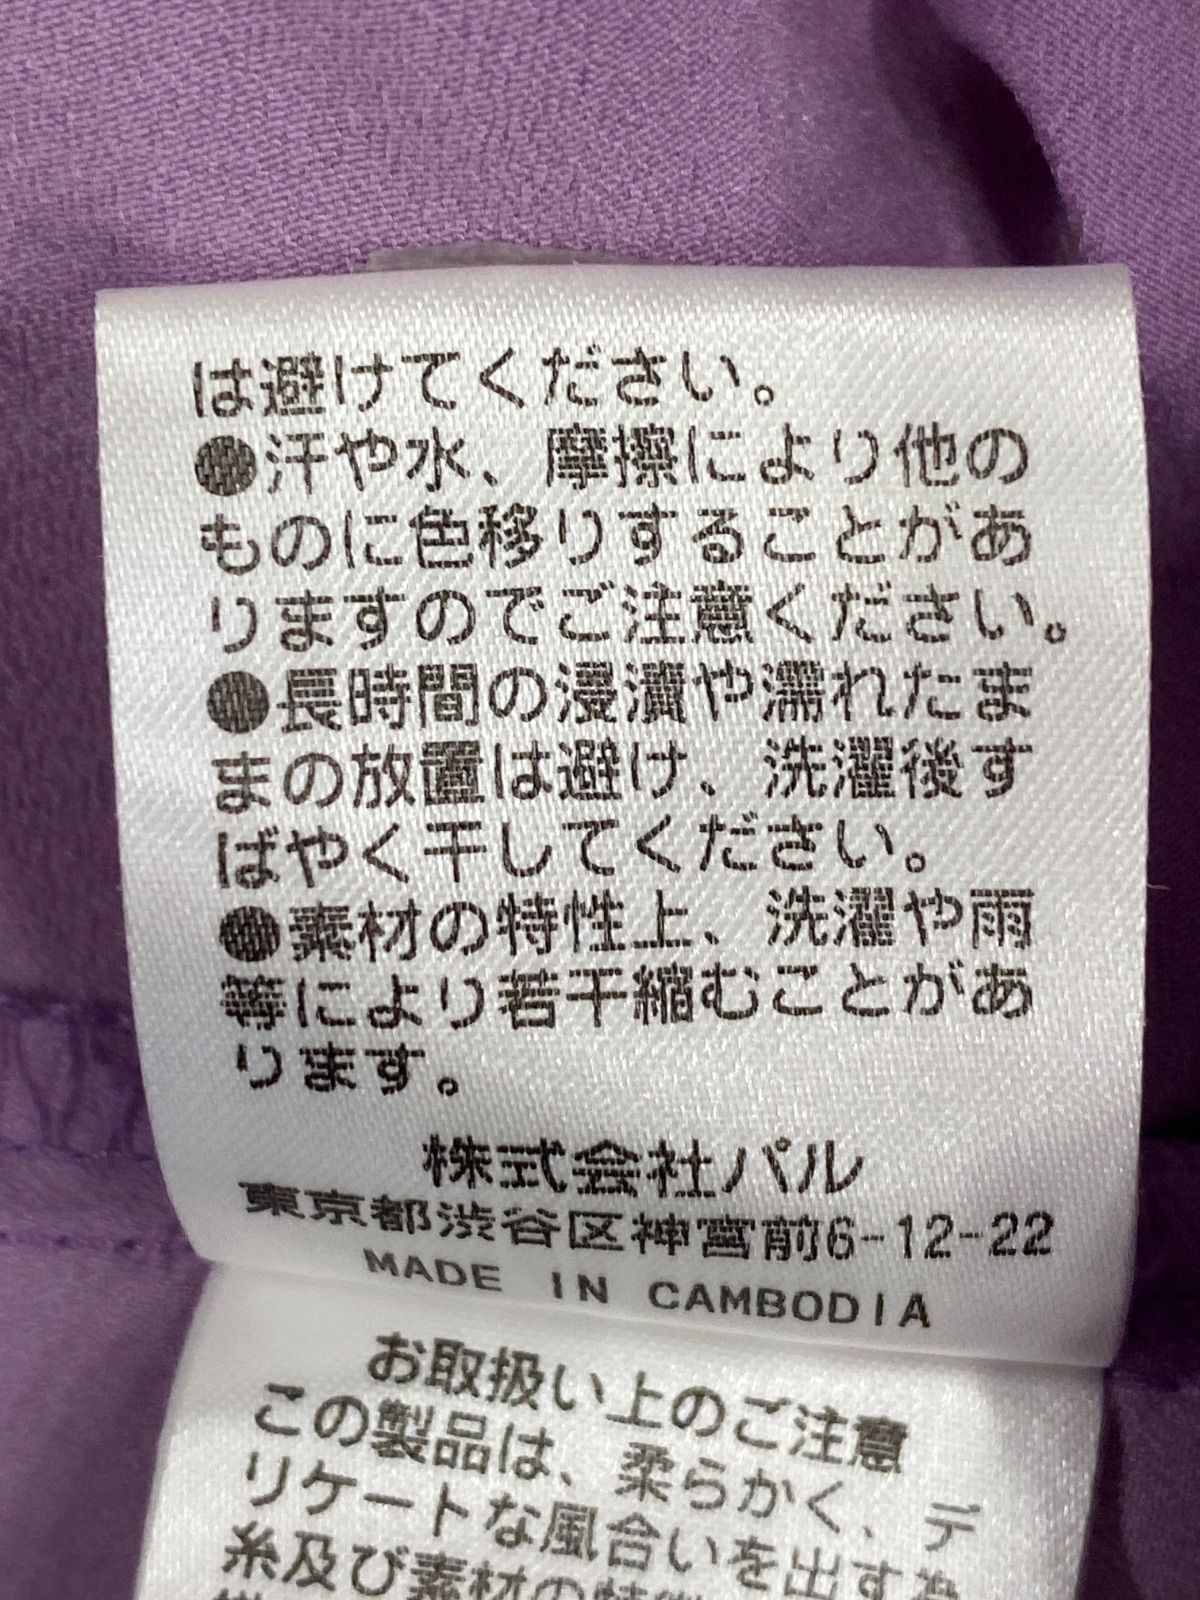 は避けてください。
●汗や水、摩擦により他の
ものに色移りすることがあ
りますのでご注意ください。
●長時間の浸漬や濡れたま
まの放置は避け、洗濯後す
ばやく干してください。
●素材の特性上、洗濯や雨
等により若干縮むことがあ
ります。
株式会社パル
東京都渋谷区神宮前6-12-22
MADE IN CAMBODIA
お取扱い上のご注意
この製品は、柔らかく、デ
リケートな風合いを出す為
糸及び素材の